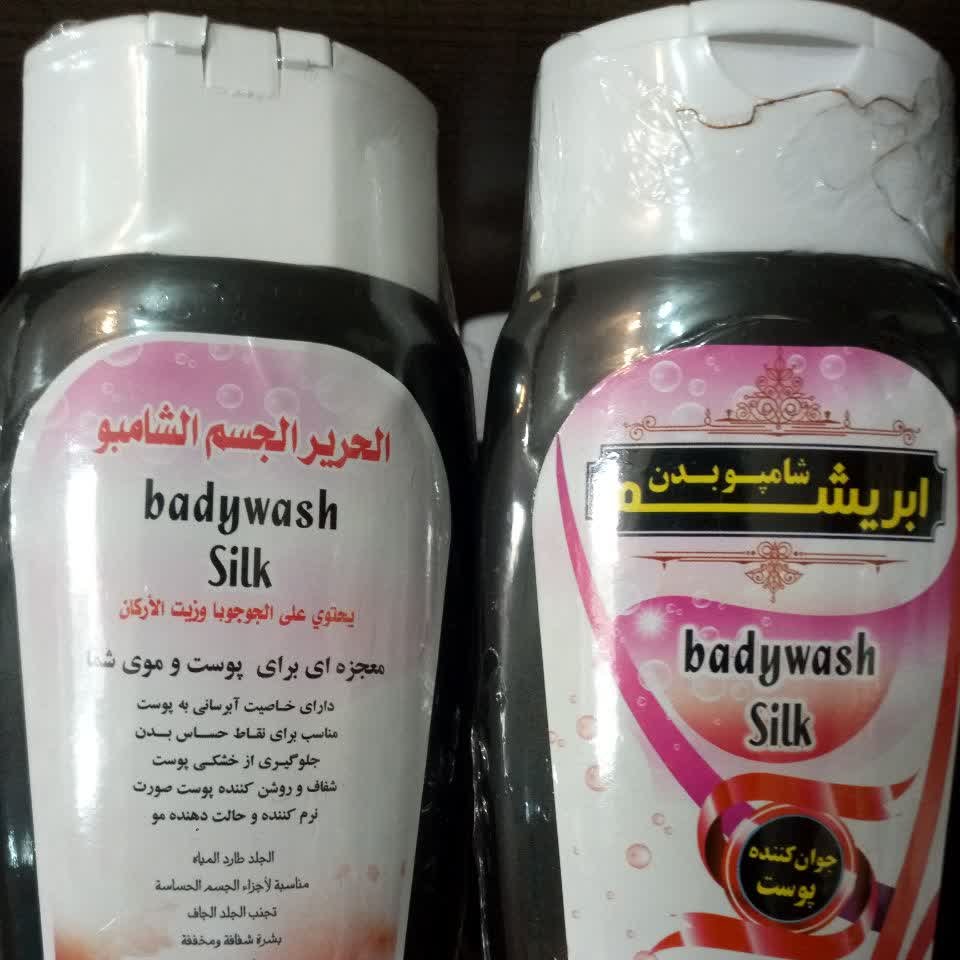 الحرير الجسم الشامبو
badywash
Silk
يحتوي على الجوجوبا وزيت الأركان
معجزه ای برای پوست و موی شما
دارای خاصیت آبرسانی به پوست
مناسب برای نقاط حساس بدن
جلوگیری از خشکی پوست
شفاف و روشن کننده پوست صورت
نرم کننده و حالت دهنده مو
الجلد طارد المياه
مناسبة لأجزاء الجسم الحساسة
تجنب الجلد الجاف
بشرة شفافة ومخففة
شامپو بدن
ابریشم
badywash
Silk
جوان کننده
پوست